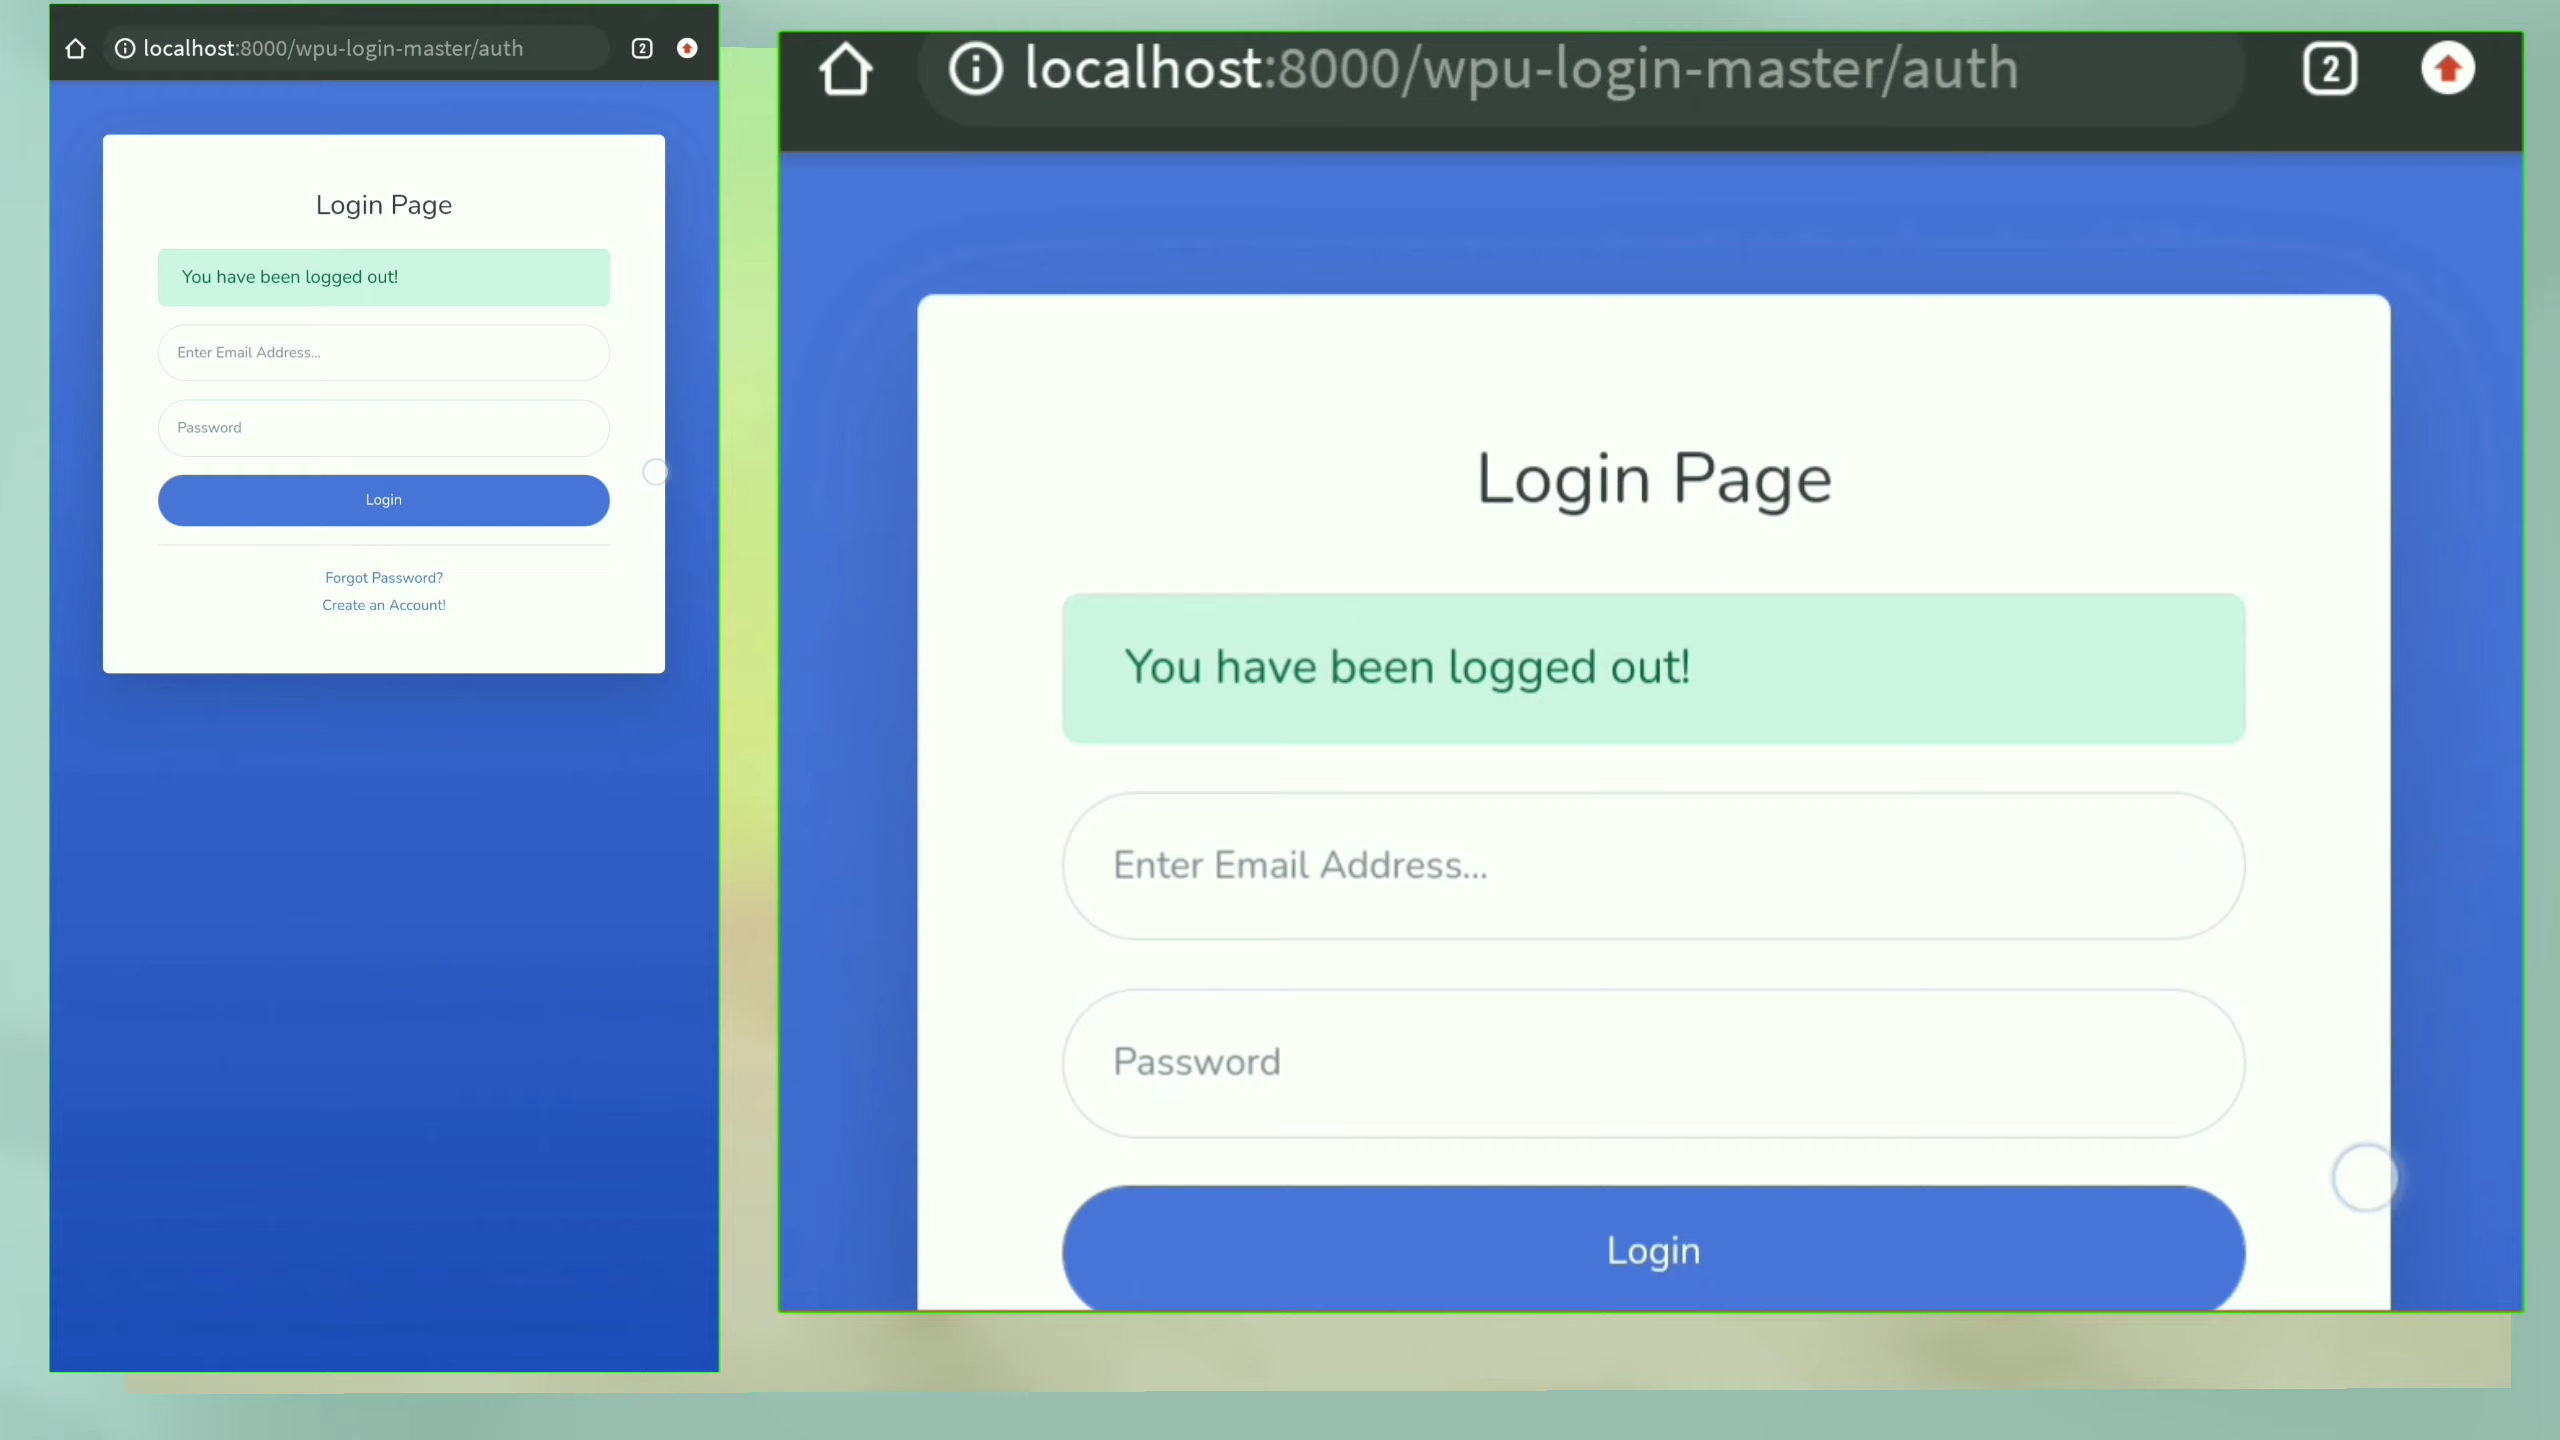 localhost:8000/wpu-login-master/auth
2
Login Page
You have been logged out!
Enter Email Address...
Password
Login
Forgot Password?
Create an Account!
localhost:8000/wpu-login-master/auth
2
Login Page
You have been logged out!
Enter Email Address...
Password
Login